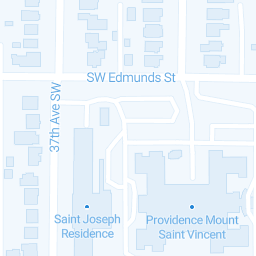 SW Edmunds St
37th Ave SW
Saint Joseph
Residence
Providence Mount
Saint Vincent